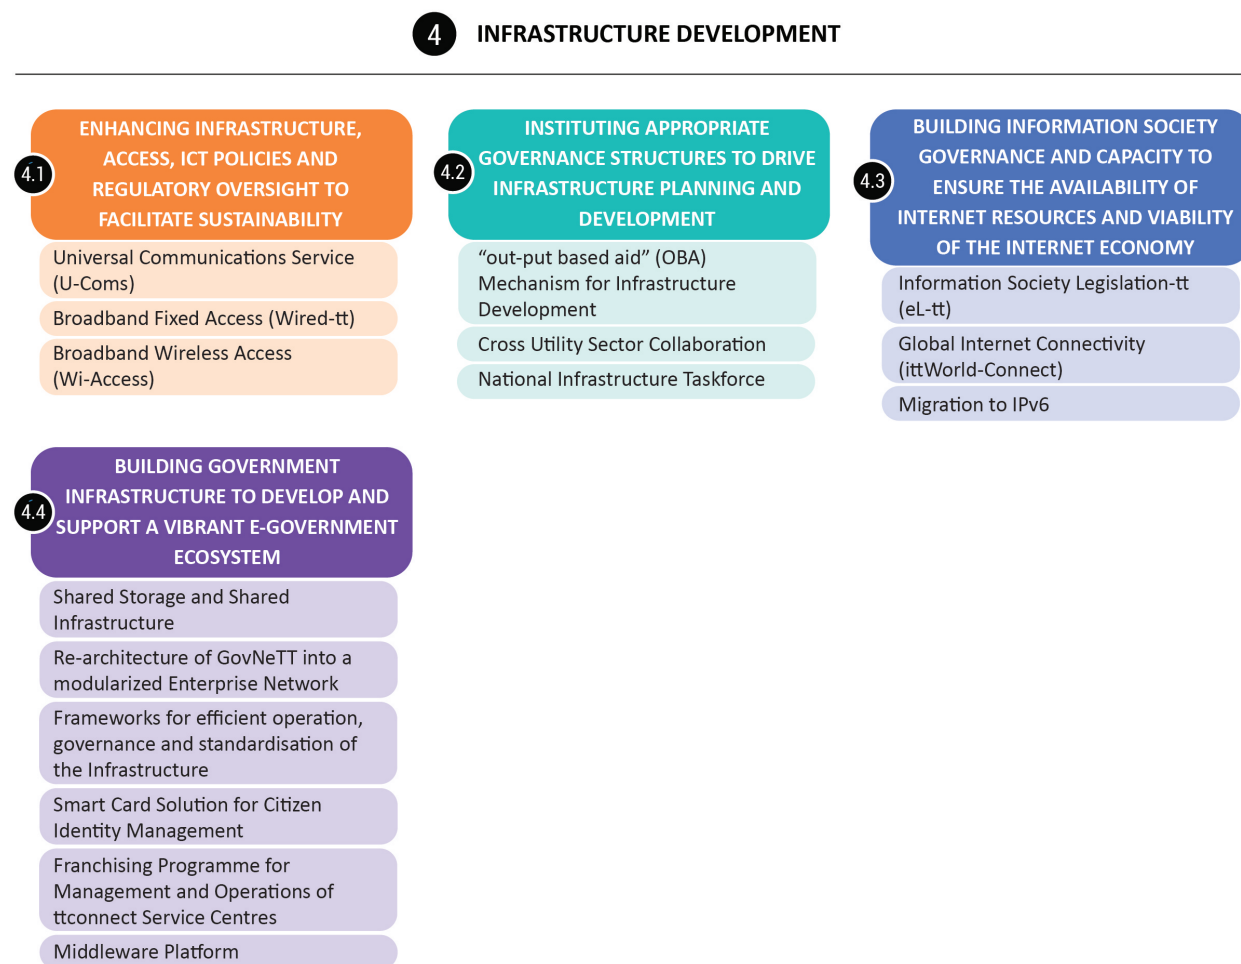 4 INFRASTRUCTURE DEVELOPMENT
4.1
ENHANCING INFRASTRUCTURE,
ACCESS, ICT POLICIES AND
REGULATORY OVERSIGHT TO
FACILITATE SUSTAINABILITY
Universal Communications Service
(U-Coms)
Broadband Fixed Access (Wired-tt)
Broadband Wireless Access
(Wi-Access)
4.2
INSTITUTING APPROPRIATE
GOVERNANCE STRUCTURES TO DRIVE
INFRASTRUCTURE PLANNING AND
DEVELOPMENT
“out-put based aid” (OBA)
Mechanism for Infrastructure
Development
Cross Utility Sector Collaboration
National Infrastructure Taskforce
4.3
BUILDING INFORMATION SOCIETY
GOVERNANCE AND CAPACITY TO
ENSURE THE AVAILABILITY OF
INTERNET RESOURCES AND VIABILITY
OF THE INTERNET ECONOMY
Information Society Legislation-tt
(eL-tt)
Global Internet Connectivity
(ittWorld-Connect)
Migration to IPv6
4.4
BUILDING GOVERNMENT
INFRASTRUCTURE TO DEVELOP AND
SUPPORT A VIBRANT E-GOVERNMENT
ECOSYSTEM
Shared Storage and Shared
Infrastructure
Re-architecture of GovNeTT into a
modularized Enterprise Network
Frameworks for efficient operation,
governance and standardisation of
the Infrastructure
Smart Card Solution for Citizen
Identity Management
Franchising Programme for
Management and Operations of
ttconnect Service Centres
Middleware Platform